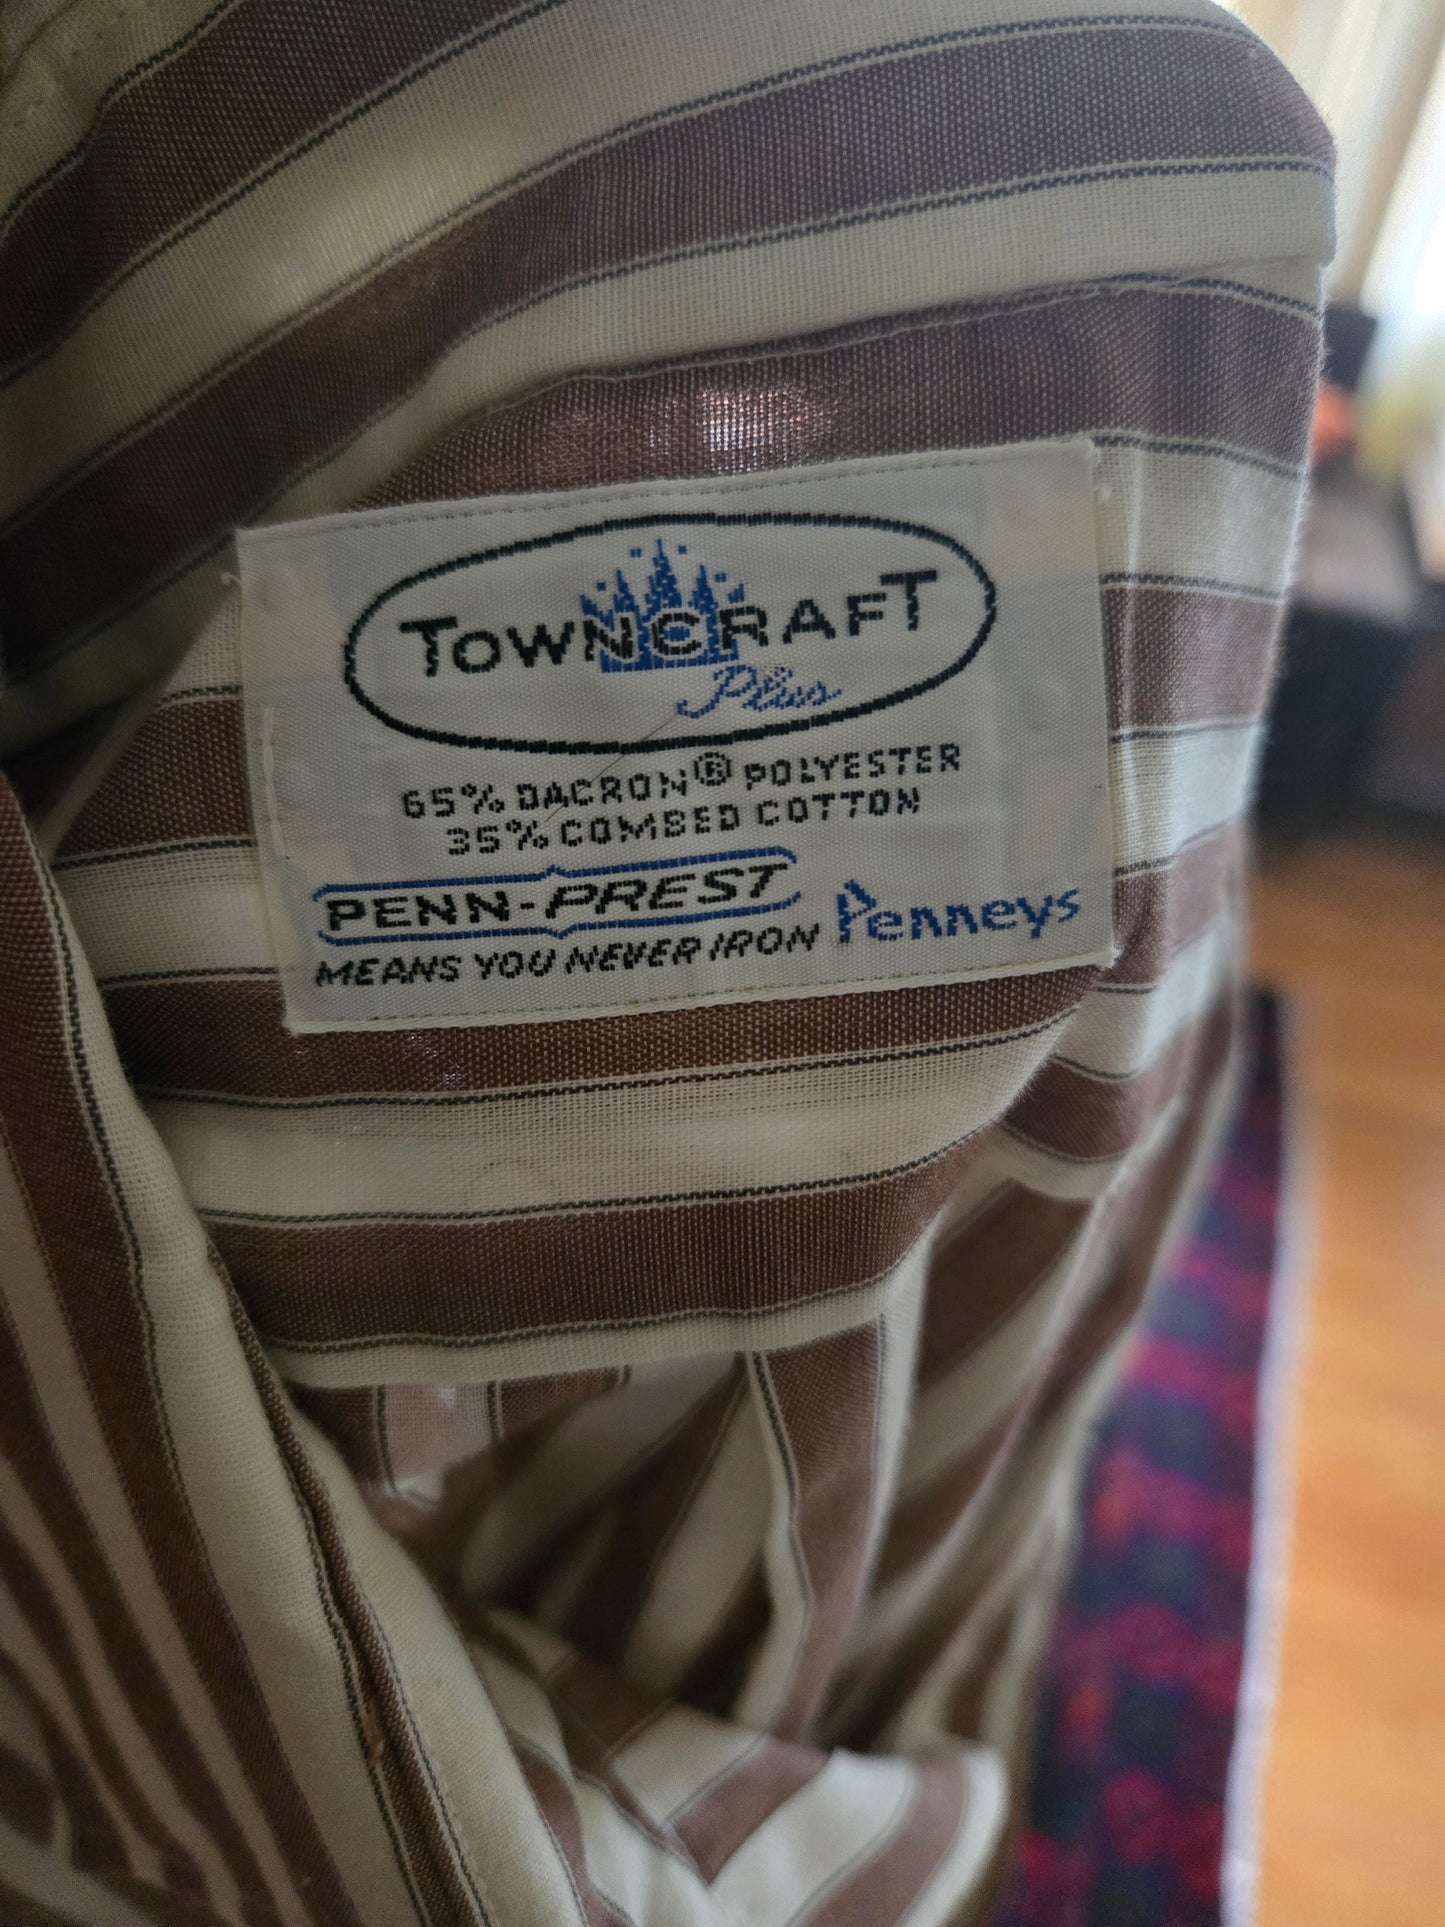 TOWNCRAFT
Plus
65% DACRON® POLYESTER
35% COMBED COTTON
PENN-PREST
MEANS YOU NEVER IRON
Penneys